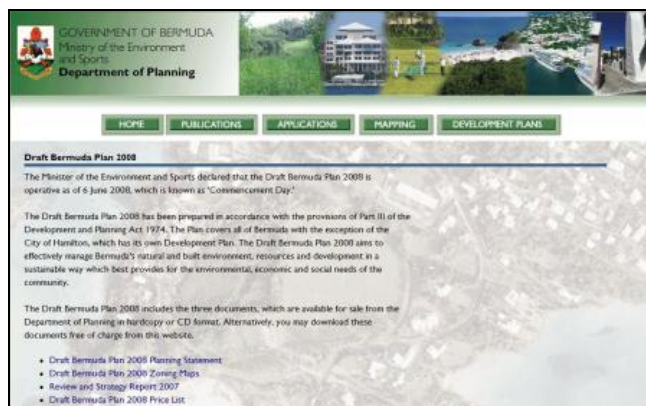 GOVERNMENT OF BERMUDA
Ministry of the Environment
and Sports
Department of Planning
HOME PUBLICATIONS APPLICATIONS MAPPING DEVELOPMENT PLANS
Draft Bermuda Plan 2008
The Minister of the Environment and Sports declared that the Draft Bermuda Plan 2008 is
operative as of 6 June 2008, which is known as 'Commencement Day.'
The Draft Bermuda Plan 2008 has been prepared in accordance with the provisions of Part III of the
Development and Planning Act 1974. The Plan covers all of Bermuda with the exception of the
City of Hamilton, which has its own Development Plan. The Draft Bermuda Plan 2008 aims to
effectively manage Bermuda's natural and built environment, resources and development in a
sustainable way which best provides for the environmental, economic and social needs of the
community.
The Draft Bermuda Plan 2008 includes the three documents, which are available for sale from the
Department of Planning in hardcopy or CD format. Alternatively, you may download these
documents free of charge from this website.
• Draft Bermuda Plan 2008 Planning Statement
• Draft Bermuda Plan 2008 Zoning Maps
• Review and Strategy Report 2007
• Draft Bermuda Plan 2008 Price List